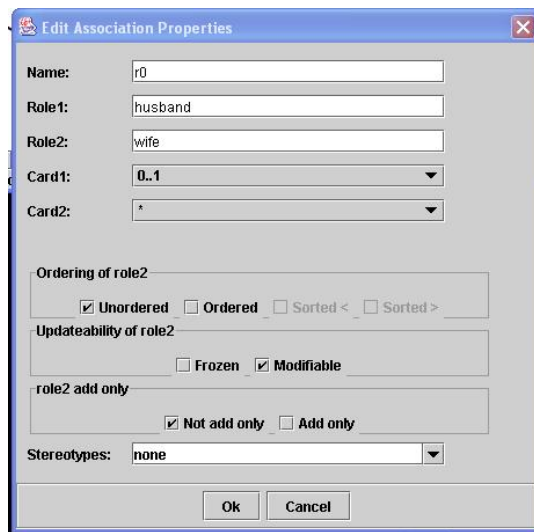 Edit Association Properties
Name: r0
Role1: husband
Role2: wife
Card1: 0..1
Card2: *
Ordering of role2
Unordered Ordered Sorted < Sorted >
Updateability of role2
Frozen Modifiable
role2 add only
Not add only Add only
Stereotypes: none
Ok Cancel